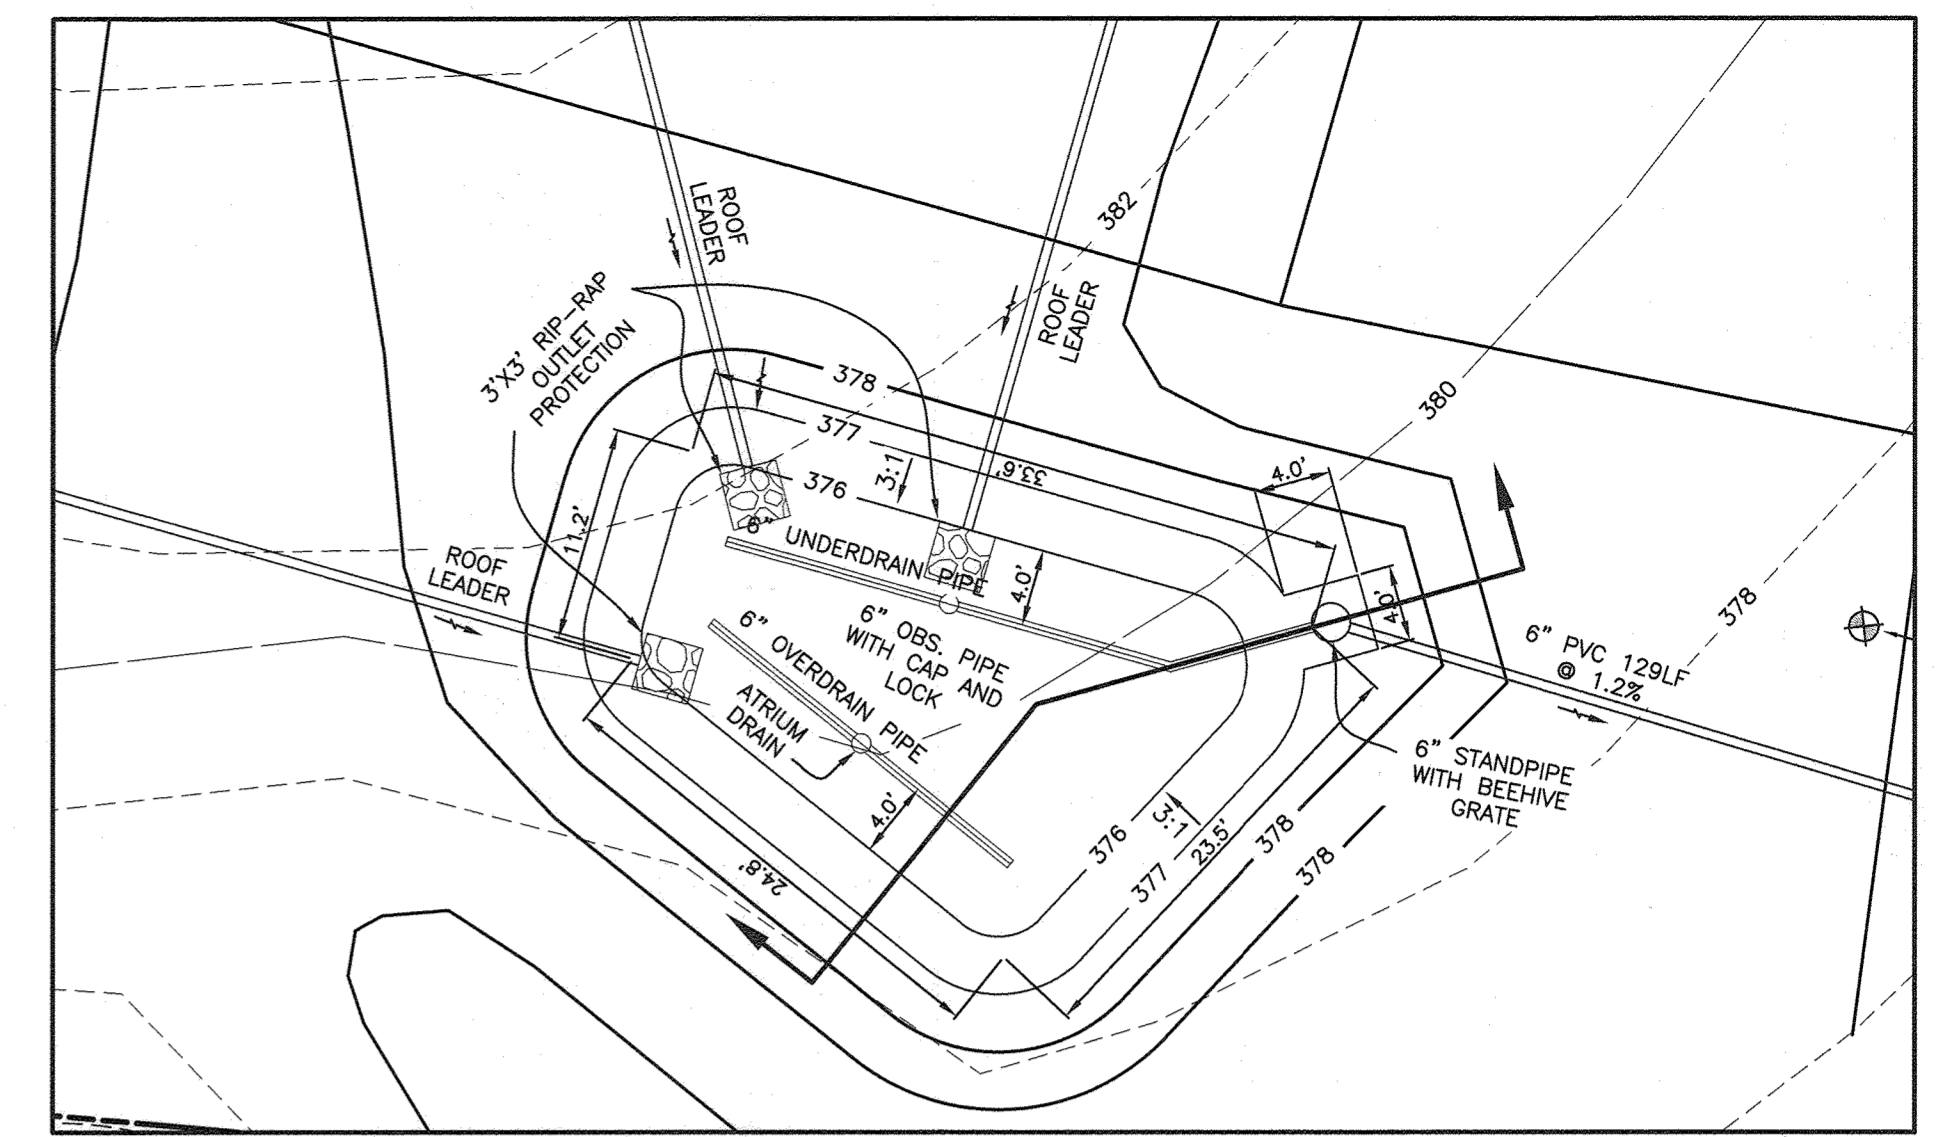 ROOF
LEADER
382
ROOF
LEADER
3'X3' RIP-RAP
OUTLET
PROTECTION
378
377
376
3:1
33.6'
4.0'
380
11.2'
6" UNDERDRAIN PIPE
4.0'
4.0'
378
ROOF
LEADER
6" OBS. PIPE
WITH CAP AND
LOCK
6" OVERDRAIN PIPE
ATRIUM
DRAIN
6" PVC 129LF
@ 1.2%
6" STANDPIPE
WITH BEEHIVE
GRATE
4.0'
24.8'
376
3:1
377
23.5'
378
378